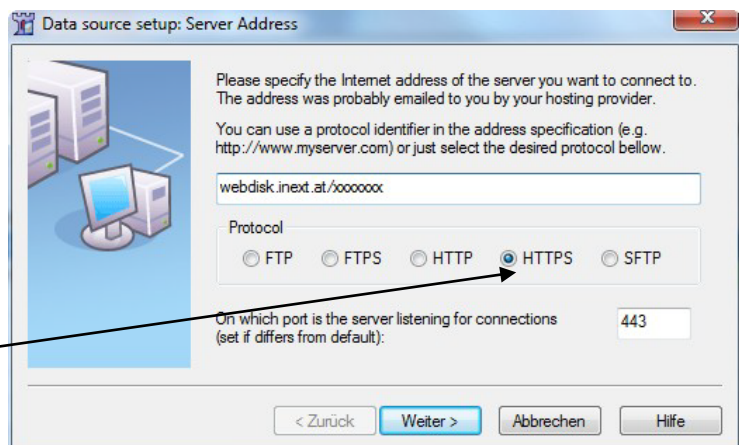 Data source setup: Server Address
Please specify the Internet address of the server you want to connect to.
The address was probably emailed to you by your hosting provider.
You can use a protocol identifier in the address specification (e.g.
http://www.myserver.com) or just select the desired protocol bellow.
webdisk.inext.at/xxxxxxx
Protocol
FTP FTPS HTTP HTTPS SFTP
On which port is the server listening for connections
(set if differs from default):
443
< Zurück Weiter > Abbrechen Hilfe